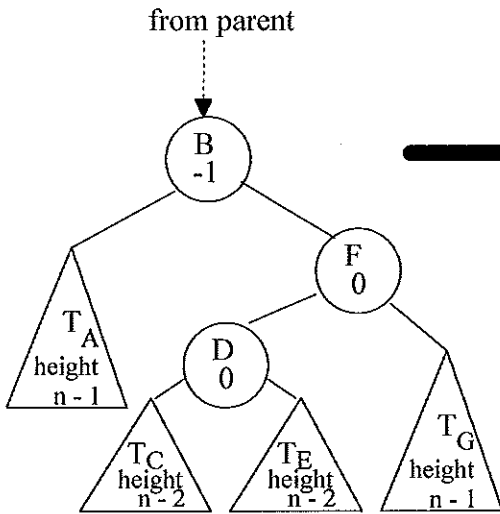 from parent
B
-1
F
0
T A
height
n - 1
D
0
T C
height
n - 2
T E
height
n - 2
T G
height
n - 1